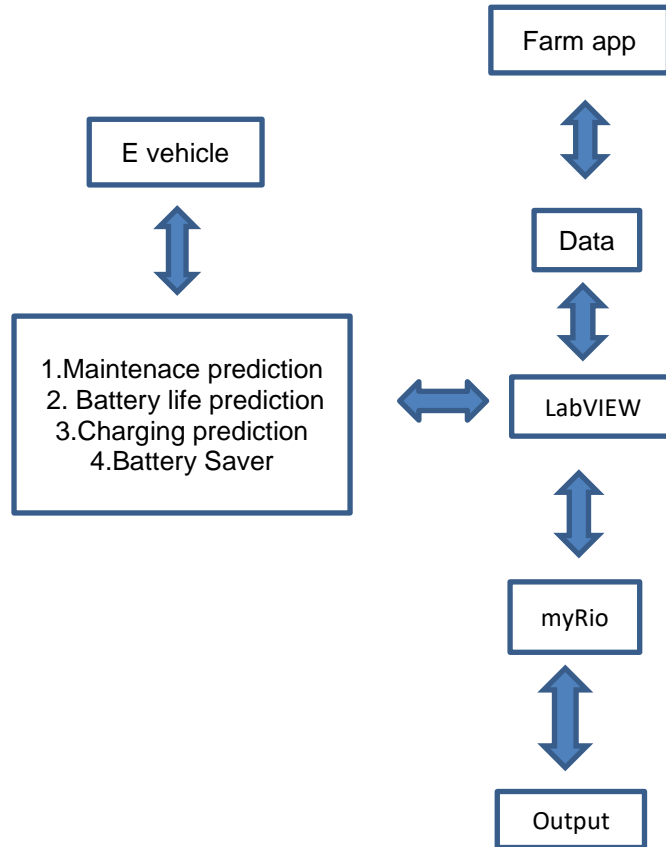 Farm app
E vehicle
Data
1.Maintenace prediction
2. Battery life prediction
3.Charging prediction
4.Battery Saver
LabVIEW
myRio
Output